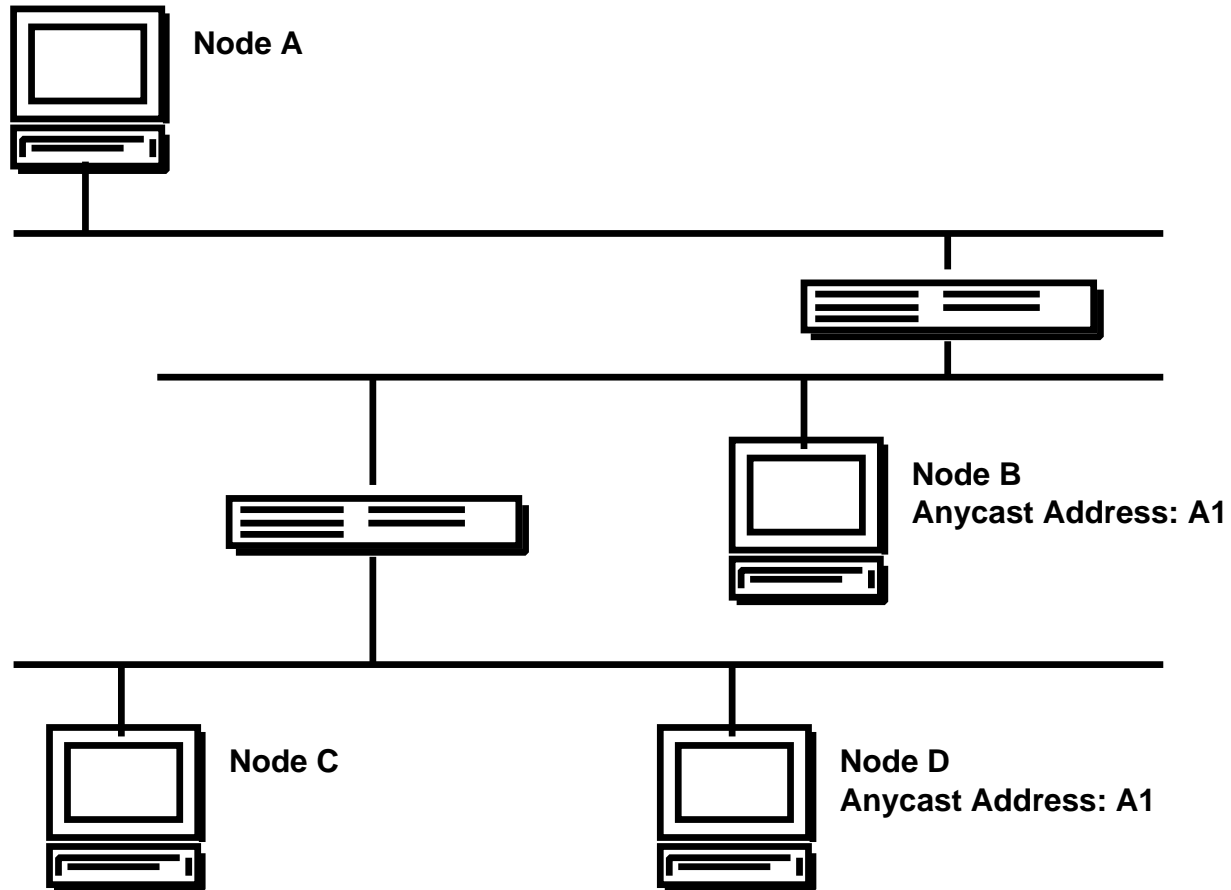 Node A
Node B
Anycast Address: A1
Node C
Node D
Anycast Address: A1